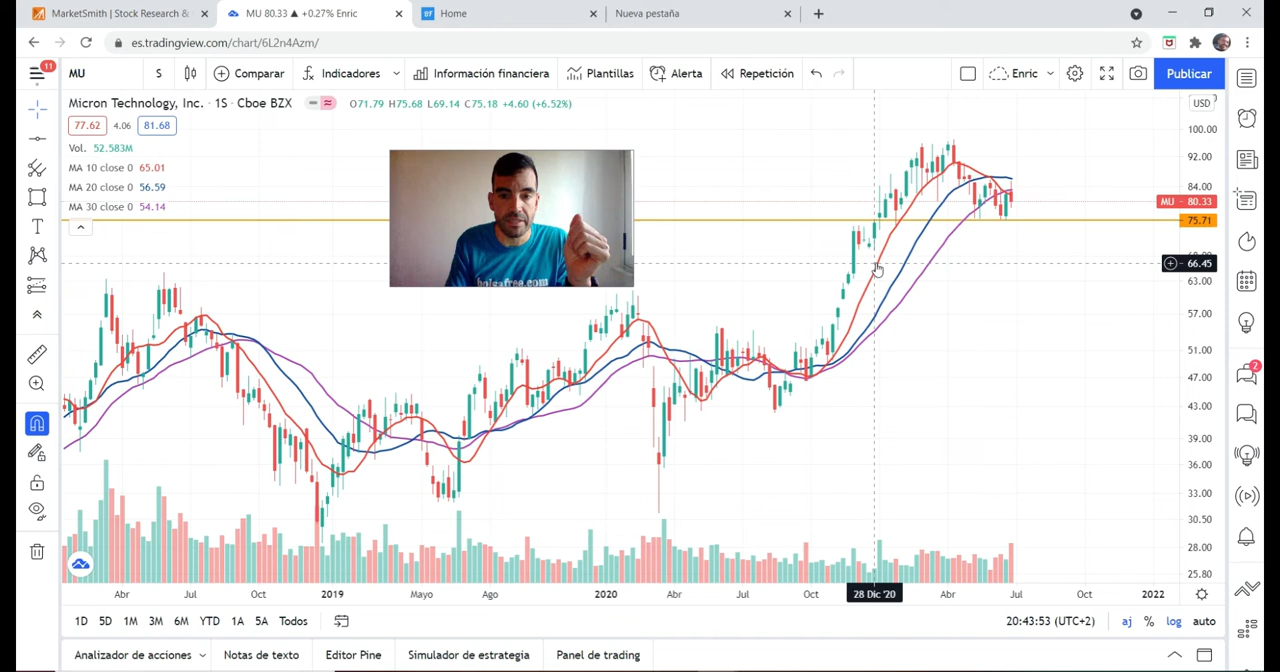 MarketSmith | Stock Research &
MU 80.33 ▲ +0.27% Enric
Home
Nueva pestaña
es.tradingview.com/chart/6L2n4Azm/
11
MU
S
Comparar
Indicadores
Información financiera
Plantillas
Alerta
Repetición
Enric
Publicar
Micron Technology, Inc. · 1S · Cboe BZX
O71.79 H75.68 L69.14 C75.18 +4.60 (+6.52%)
77.62 4.06 81.68
Vol. 52.583M
MA 10 close 0 65.01
MA 20 close 0 56.59
MA 30 close 0 54.14
bolsafree.com
USD
100.00
92.00
84.00
MU 80.33
75.71
66.45
63.00
57.00
51.00
47.00
43.00
39.00
36.00
33.00
30.50
28.00
25.80
2
Abr
Jul
Oct
2019
Mayo
Ago
2020
Abr
Jul
Oct
28 Dic '20
Abr
Jul
Oct
2022
1D 5D 1M 3M 6M YTD 1A 5A Todos
20:43:53 (UTC+2)
aj % log auto
Analizador de acciones
Notas de texto
Editor Pine
Simulador de estrategia
Panel de trading